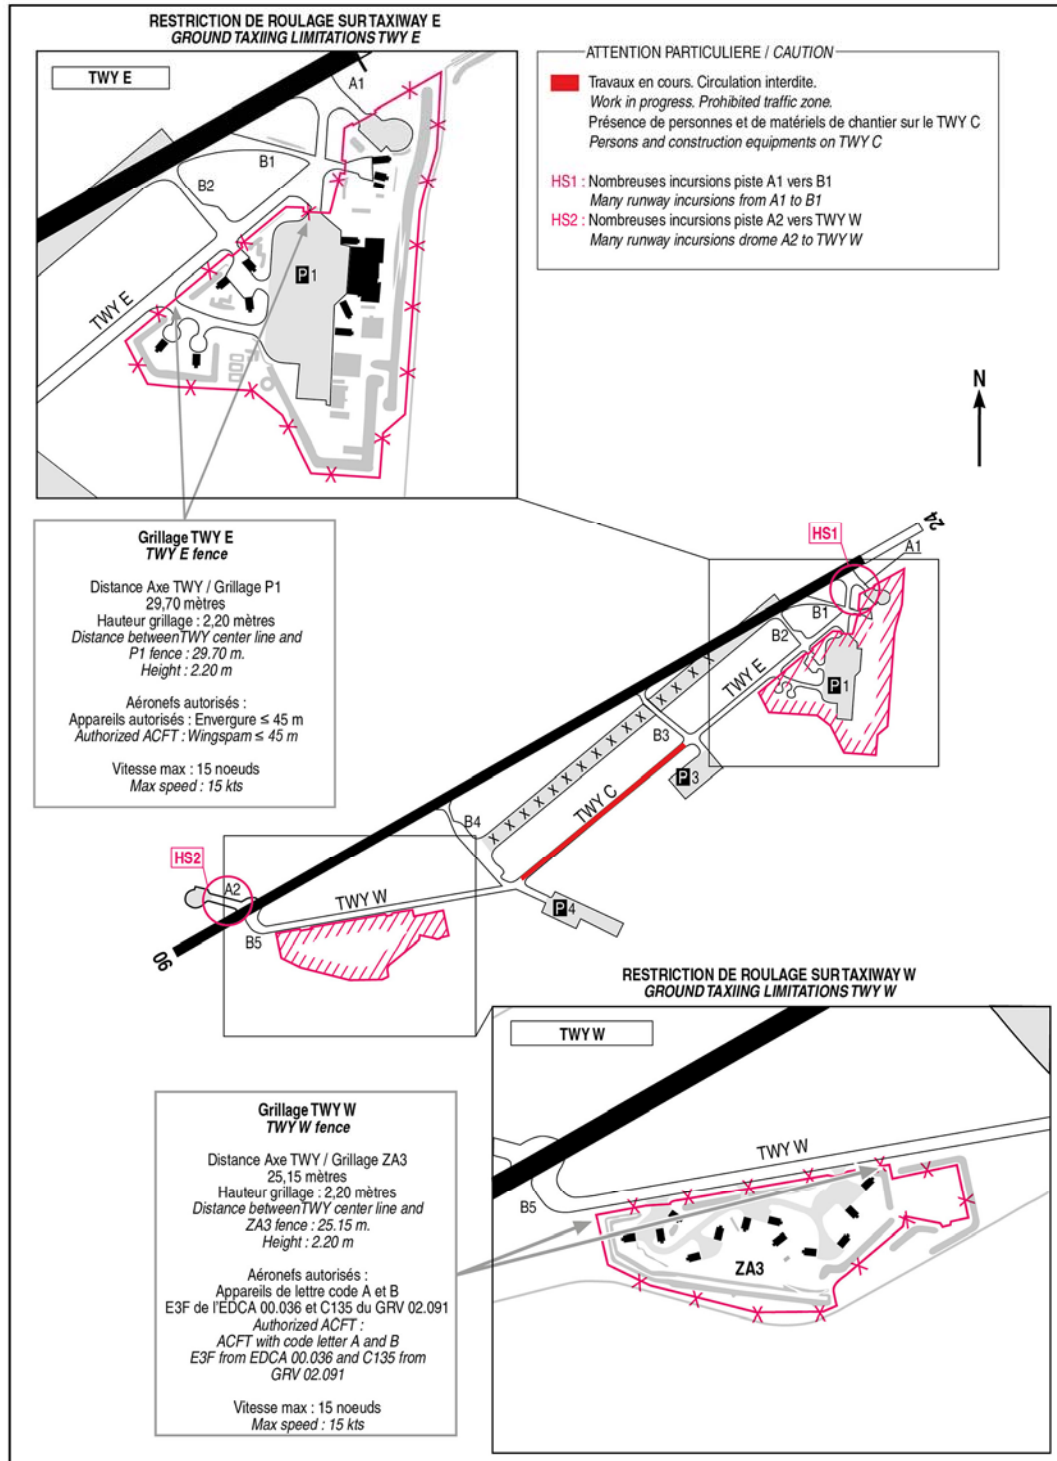 RESTRICTION DE ROULAGE SUR TAXIWAY E
GROUND TAXIING LIMITATIONS TWY E
TWY E
A1
B1
B2
TWY E
P1
ATTENTION PARTICULIERE / CAUTION
Travaux en cours. Circulation interdite.
Work in progress. Prohibited traffic zone.
Présence de personnes et de matériels de chantier sur le TWY C
Persons and construction equipments on TWY C
HS1 : Nombreuses incursions piste A1 vers B1
Many runway incursions from A1 to B1
HS2 : Nombreuses incursions piste A2 vers TWY W
Many runway incursions drome A2 to TWY W
N
Grillage TWY E
TWY E fence
Distance Axe TWY / Grillage P1
29,70 mètres
Hauteur grillage : 2,20 mètres
Distance betweenTWY center line and
P1 fence : 29.70 m.
Height : 2.20 m
Aéronefs autorisés :
Appareils autorisés : Envergure ≤ 45 m
Authorized ACFT : Wingspam ≤ 45 m
Vitesse max : 15 noeuds
Max speed : 15 kts
24
HS1
A1
B1
B2
TWY E
P1
B3
P3
TWY C
B4
HS2
A2
TWY W
P4
B5
06
RESTRICTION DE ROULAGE SUR TAXIWAY W
GROUND TAXIING LIMITATIONS TWY W
TWY W
TWY W
B5
ZA3
Grillage TWY W
TWY W fence
Distance Axe TWY / Grillage ZA3
25,15 mètres
Hauteur grillage : 2,20 mètres
Distance betweenTWY center line and
ZA3 fence : 25.15 m.
Height : 2.20 m
Aéronefs autorisés :
Appareils de lettre code A et B
E3F de l'EDCA 00.036 et C135 du GRV 02.091
Authorized ACFT :
ACFT with code letter A and B
E3F from EDCA 00.036 and C135 from
GRV 02.091
Vitesse max : 15 noeuds
Max speed : 15 kts